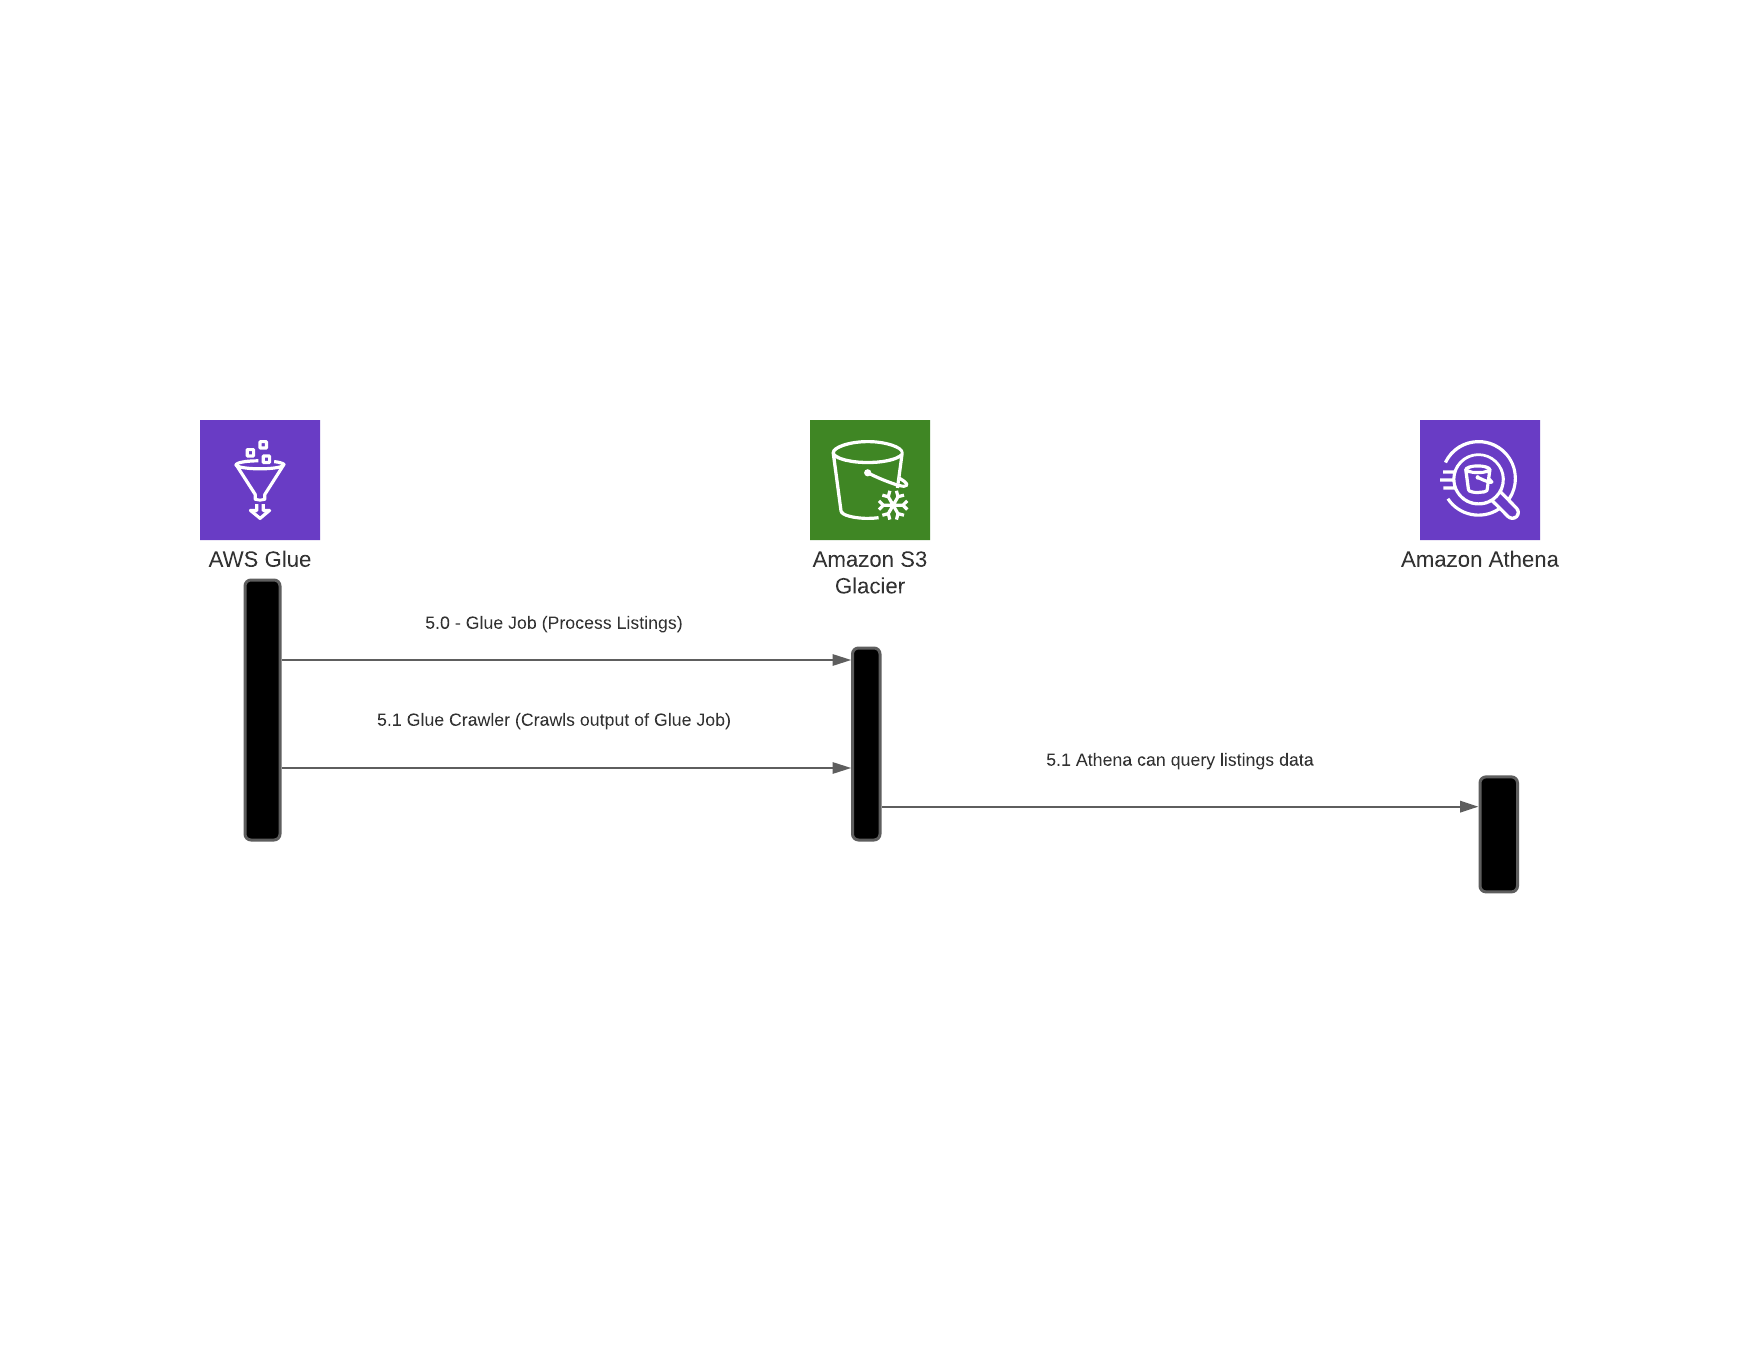 AWS Glue
Amazon S3
Glacier
Amazon Athena
5.0 - Glue Job (Process Listings)
5.1 Glue Crawler (Crawls output of Glue Job)
5.1 Athena can query listings data